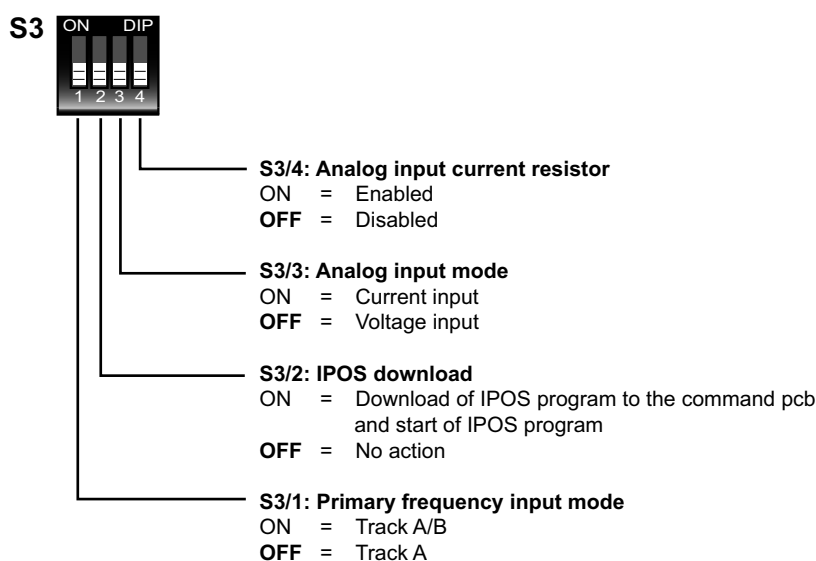 S3
ON DIP
1 2 3 4
S3/4: Analog input current resistor
ON = Enabled
OFF = Disabled
S3/3: Analog input mode
ON = Current input
OFF = Voltage input
S3/2: IPOS download
ON = Download of IPOS program to the command pcb
and start of IPOS program
OFF = No action
S3/1: Primary frequency input mode
ON = Track A/B
OFF = Track A